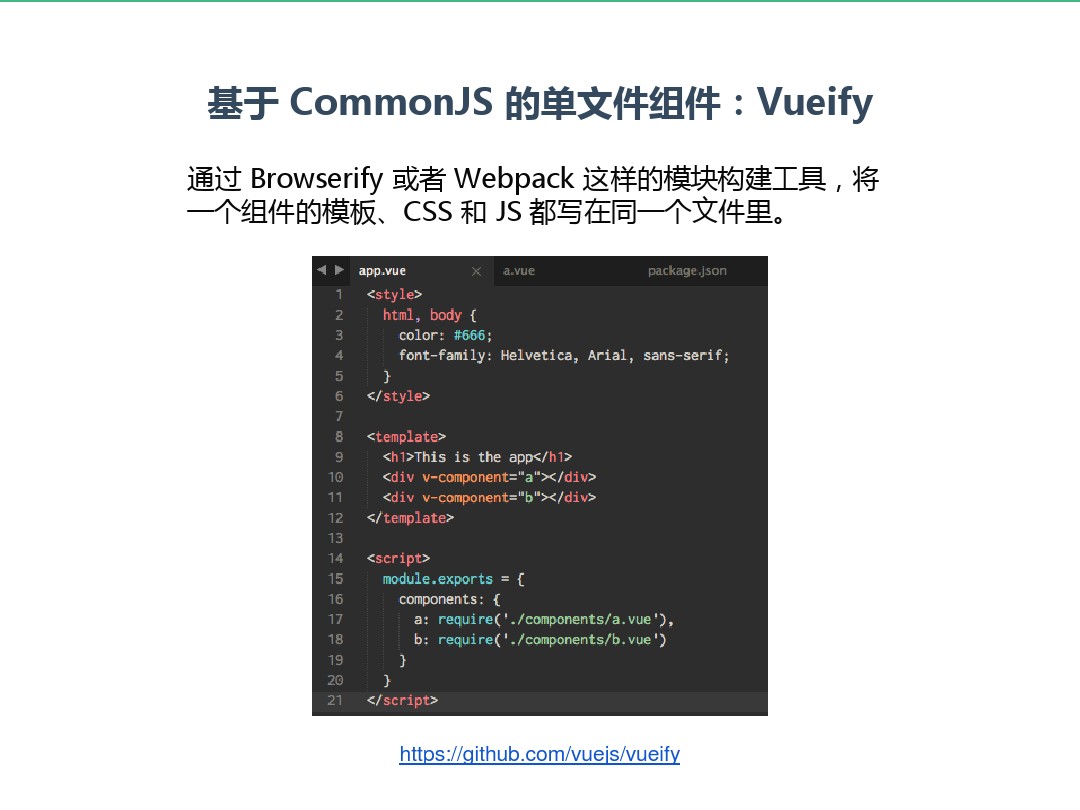 基于 CommonJS 的单文件组件：Vueify
通过 Browserify 或者 Webpack 这样的模块构建工具，将
一个组件的模板、CSS 和 JS 都写在同一个文件里。
◀ ▶ app.vue × a.vue package.json
1 <style>
2 html, body {
3 color: #666;
4 font-family: Helvetica, Arial, sans-serif;
5 }
6 </style>
7
8 <template>
9 <h1>This is the app</h1>
10 <div v-component="a"></div>
11 <div v-component="b"></div>
12 </template>
13
14 <script>
15 module.exports = {
16 components: {
17 a: require('./components/a.vue'),
18 b: require('./components/b.vue')
19 }
20 }
21 </script>
https://github.com/vuejs/vueify